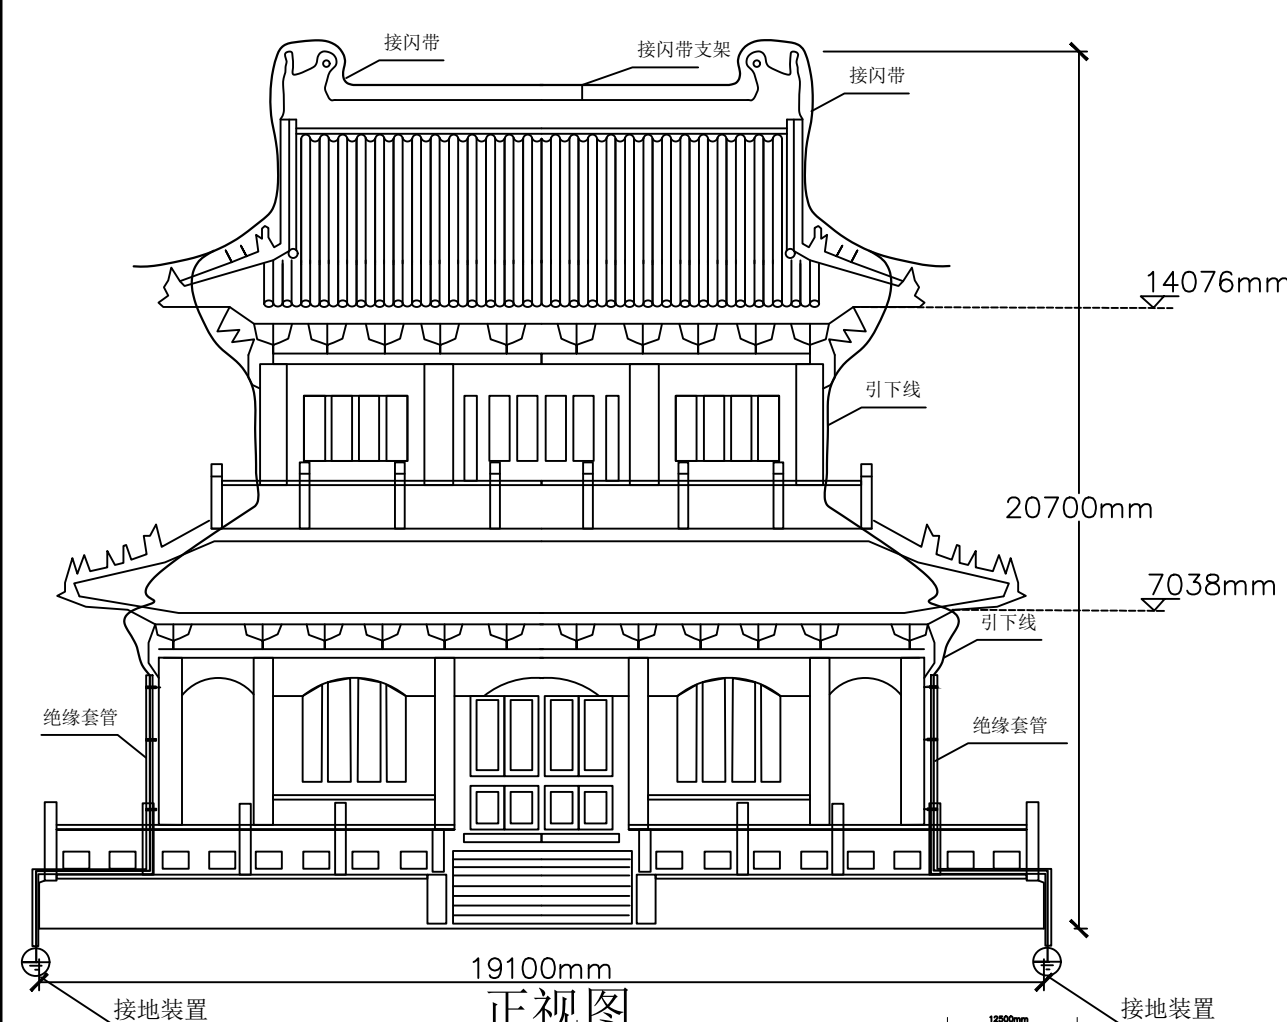 接闪带
接闪带支架
接闪带
14076mm
引下线
20700mm
7038mm
引下线
绝缘套管
绝缘套管
19100mm
正视图
接地装置
接地装置
12500mm